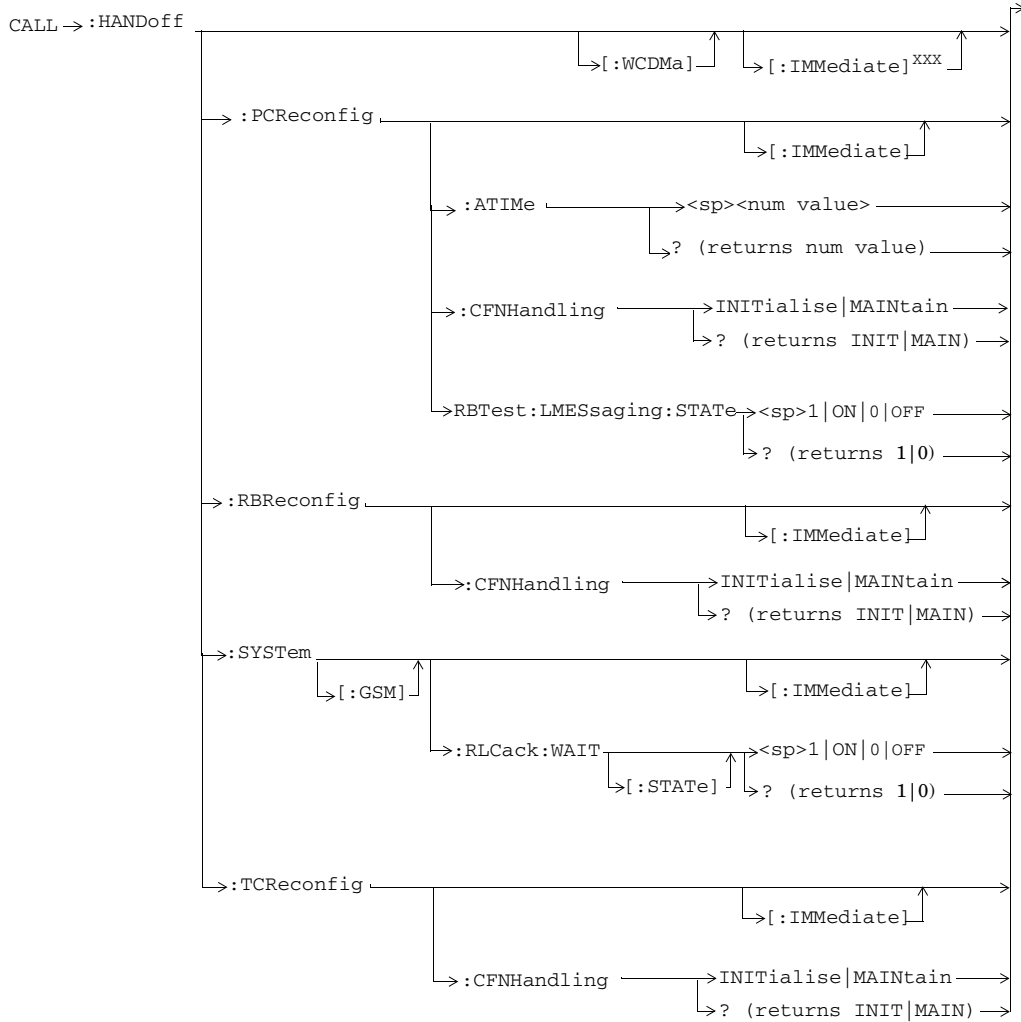 CALL :HANDoff
[:WCDMa] [:IMMediate]XXX
:PCReconfig
[:IMMediate]
:ATIMe <sp><num value>
? (returns num value)
:CFNHandling INITialise|MAINtain
? (returns INIT|MAIN)
RBTest:LMESsaging:STATe <sp>1|ON|0|OFF
? (returns 1|0)
:RBReconfig
[:IMMediate]
:CFNHandling INITialise|MAINtain
? (returns INIT|MAIN)
:SYSTem
[:GSM] [:IMMediate]
:RLCack:WAIT <sp>1|ON|0|OFF
[:STATe] ? (returns 1|0)
:TCReconfig
[:IMMediate]
:CFNHandling INITialise|MAINtain
? (returns INIT|MAIN)